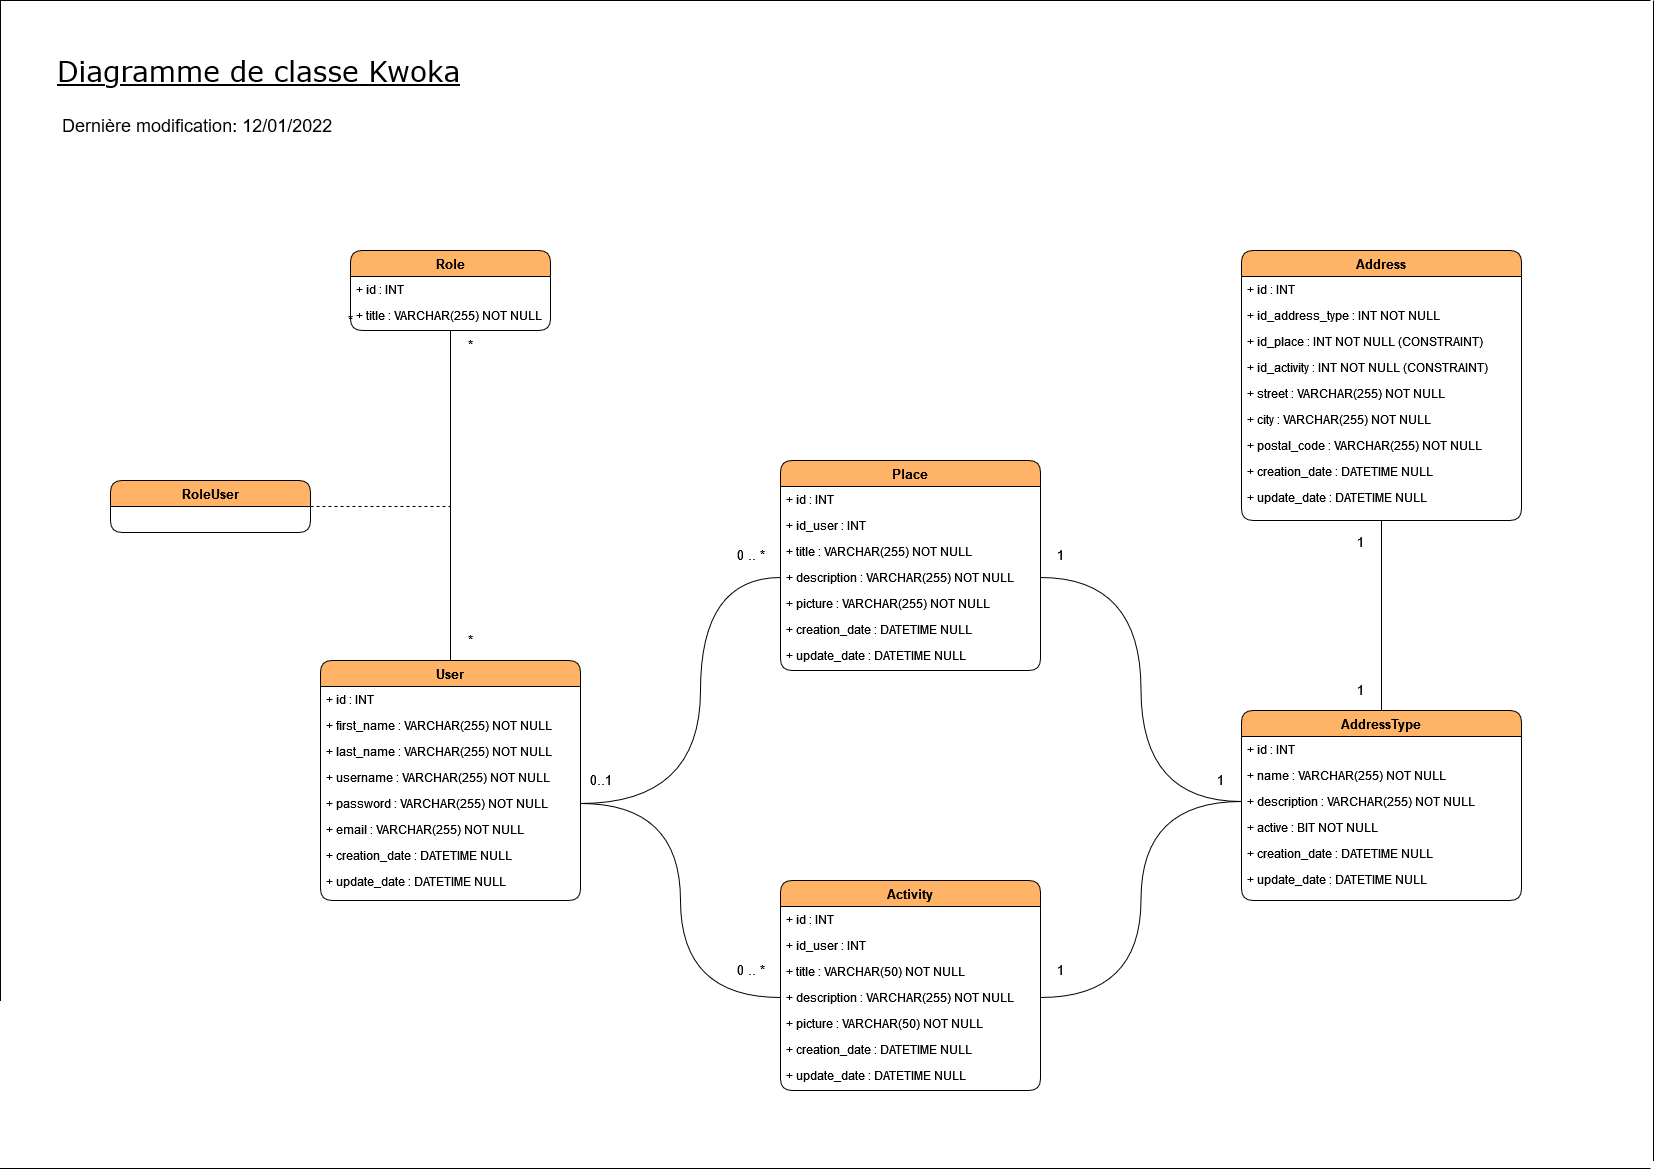 Diagramme de classe Kwoka
Dernière modification: 12/01/2022
Role
+ id : INT
*
+ title : VARCHAR(255) NOT NULL
*
RoleUser
*
User
+ id : INT
+ first_name : VARCHAR(255) NOT NULL
+ last_name : VARCHAR(255) NOT NULL
+ username : VARCHAR(255) NOT NULL
+ password : VARCHAR(255) NOT NULL
+ email : VARCHAR(255) NOT NULL
+ creation_date : DATETIME NULL
+ update_date : DATETIME NULL
0..1
0 .. *
Place
+ id : INT
+ id_user : INT
+ title : VARCHAR(255) NOT NULL
+ description : VARCHAR(255) NOT NULL
+ picture : VARCHAR(255) NOT NULL
+ creation_date : DATETIME NULL
+ update_date : DATETIME NULL
1
0 .. *
Activity
+ id : INT
+ id_user : INT
+ title : VARCHAR(50) NOT NULL
+ description : VARCHAR(255) NOT NULL
+ picture : VARCHAR(50) NOT NULL
+ creation_date : DATETIME NULL
+ update_date : DATETIME NULL
1
Address
+ id : INT
+ id_address_type : INT NOT NULL
+ id_place : INT NOT NULL (CONSTRAINT)
+ id_activity : INT NOT NULL (CONSTRAINT)
+ street : VARCHAR(255) NOT NULL
+ city : VARCHAR(255) NOT NULL
+ postal_code : VARCHAR(255) NOT NULL
+ creation_date : DATETIME NULL
+ update_date : DATETIME NULL
1
1
1
AddressType
+ id : INT
+ name : VARCHAR(255) NOT NULL
+ description : VARCHAR(255) NOT NULL
+ active : BIT NOT NULL
+ creation_date : DATETIME NULL
+ update_date : DATETIME NULL